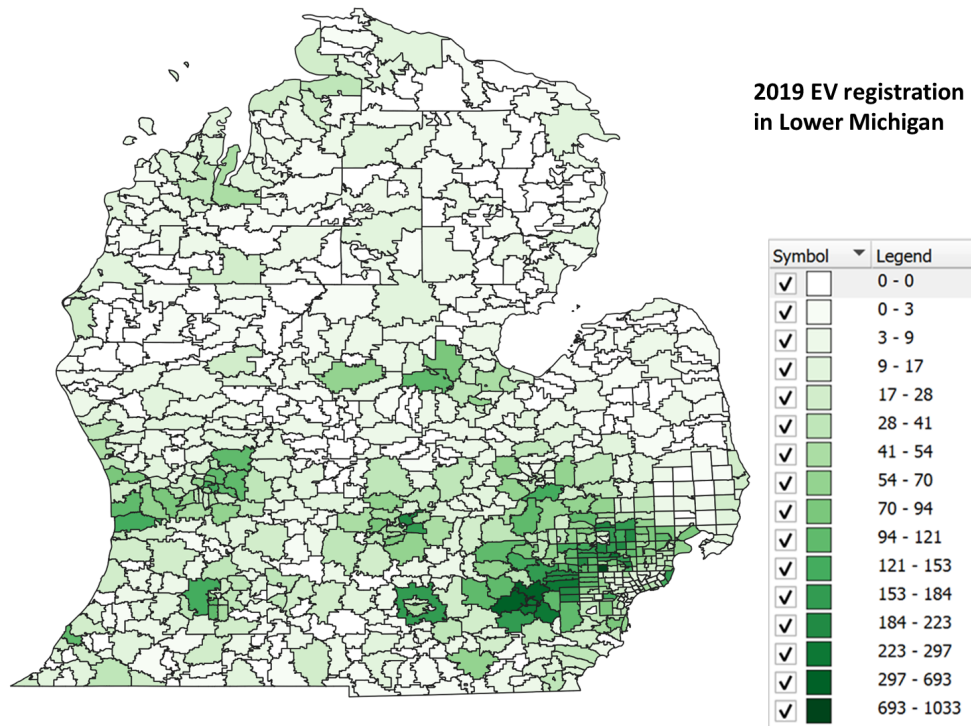 2019 EV registration
in Lower Michigan
Symbol Legend
0 - 0
0 - 3
3 - 9
9 - 17
17 - 28
28 - 41
41 - 54
54 - 70
70 - 94
94 - 121
121 - 153
153 - 184
184 - 223
223 - 297
297 - 693
693 - 1033